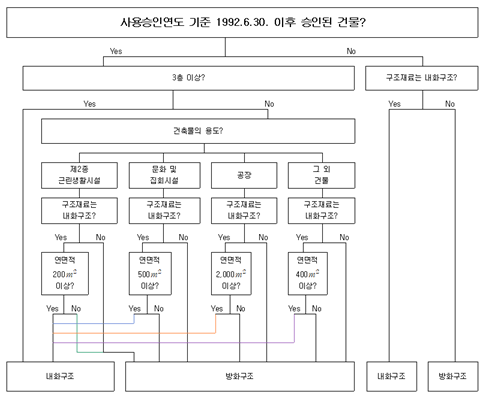 사용승인연도 기준 1992.6.30. 이후 승인된 건물?
Yes No
3층 이상? 구조재료는 내화구조?
Yes No Yes No
건축물의 용도?
제2종
근린생활시설
문화 및
집회시설
공장
그 외
건물
구조재료는
내화구조?
구조재료는
내화구조?
구조재료는
내화구조?
구조재료는
내화구조?
Yes No Yes No Yes No Yes No
연면적
200m²
이상?
연면적
500m²
이상?
연면적
2,000m²
이상?
연면적
400m²
이상?
Yes No Yes No Yes No Yes No
내화구조 방화구조 내화구조 방화구조